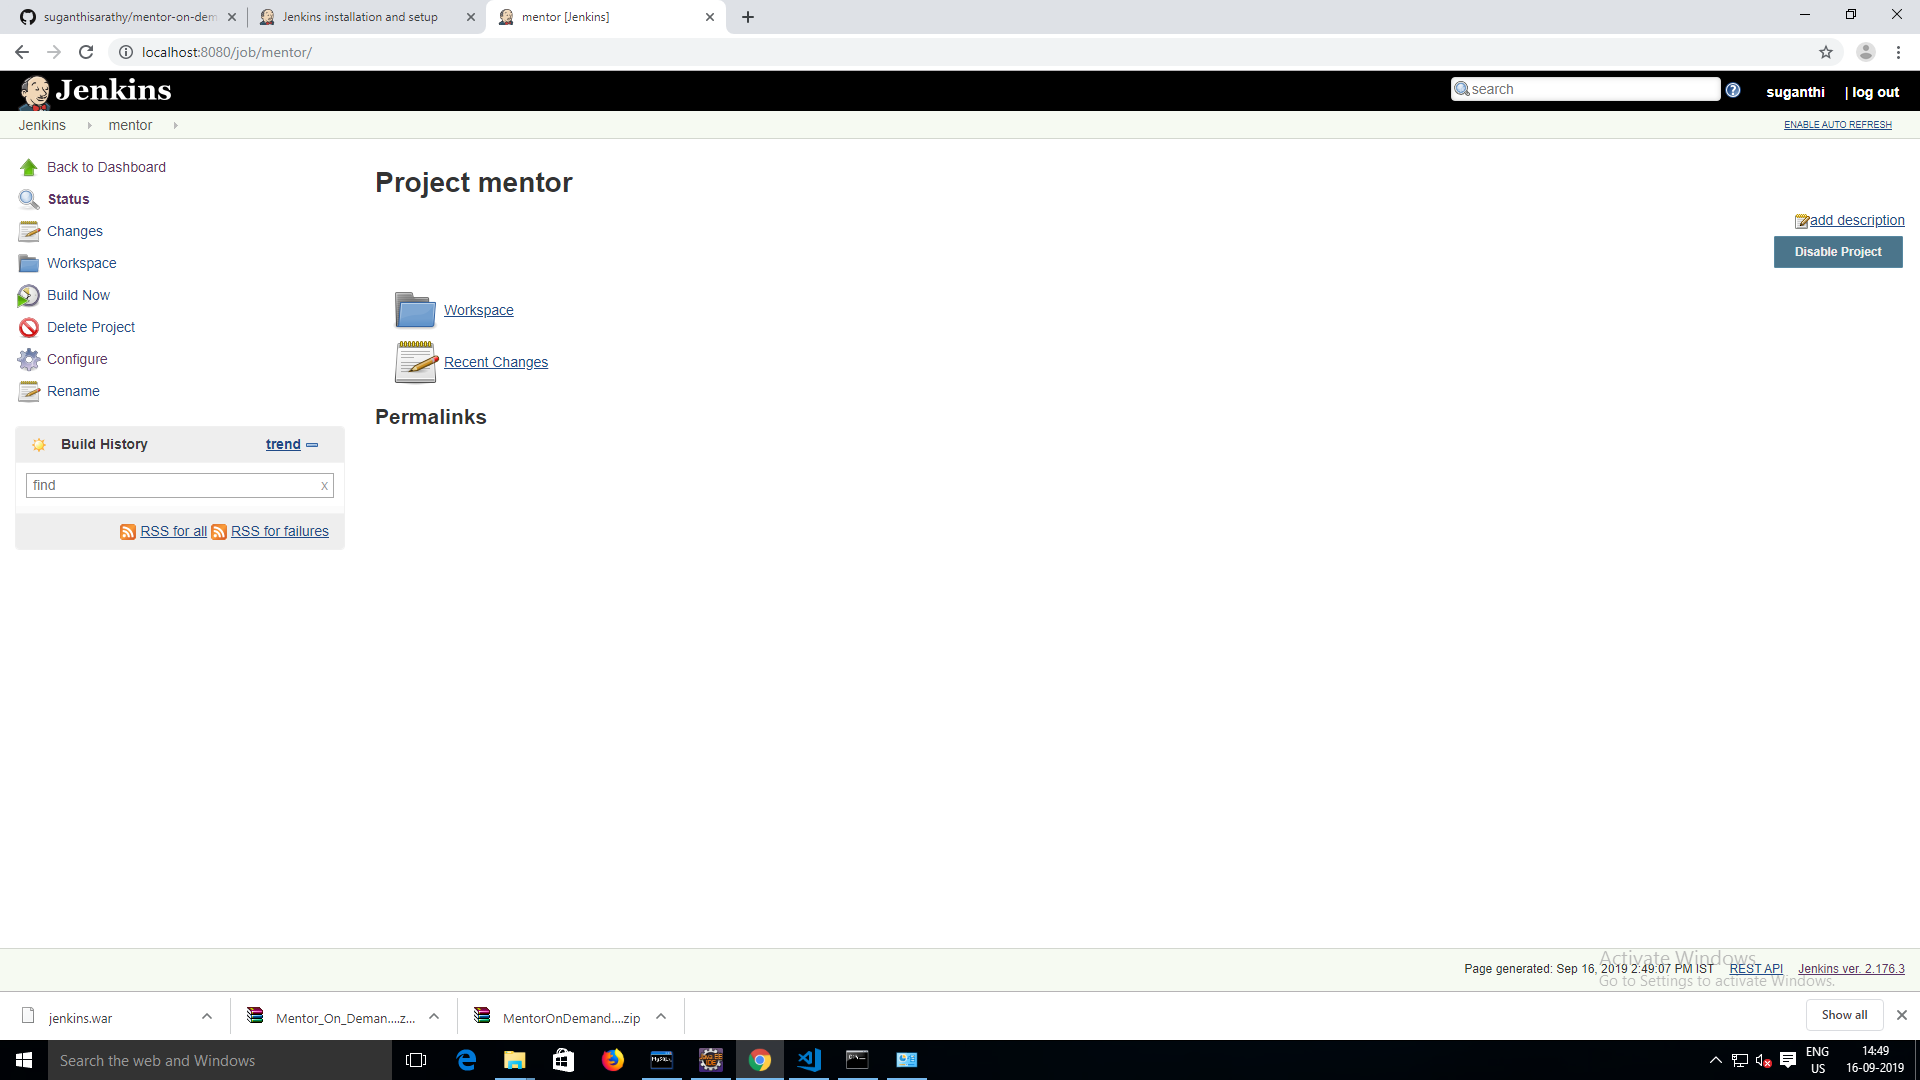 suganthisarathy/mentor-on-dem
Jenkins installation and setup
mentor [Jenkins]
localhost:8080/job/mentor/
Jenkins
search
suganthi
| log out
Jenkins
mentor
ENABLE AUTO REFRESH
Back to Dashboard
Status
Changes
Workspace
Build Now
Delete Project
Configure
Rename
Project mentor
add description
Disable Project
Workspace
Recent Changes
Permalinks
Build History
trend
find
x
RSS for all
RSS for failures
Activate Windows
Go to Settings to activate Windows.
Page generated: Sep 16, 2019 2:49:07 PM IST
REST API
Jenkins ver. 2.176.3
jenkins.war
Mentor_On_Deman....z...
MentorOnDemand....zip
Show all
Search the web and Windows
ENG
US
14:49
16-09-2019